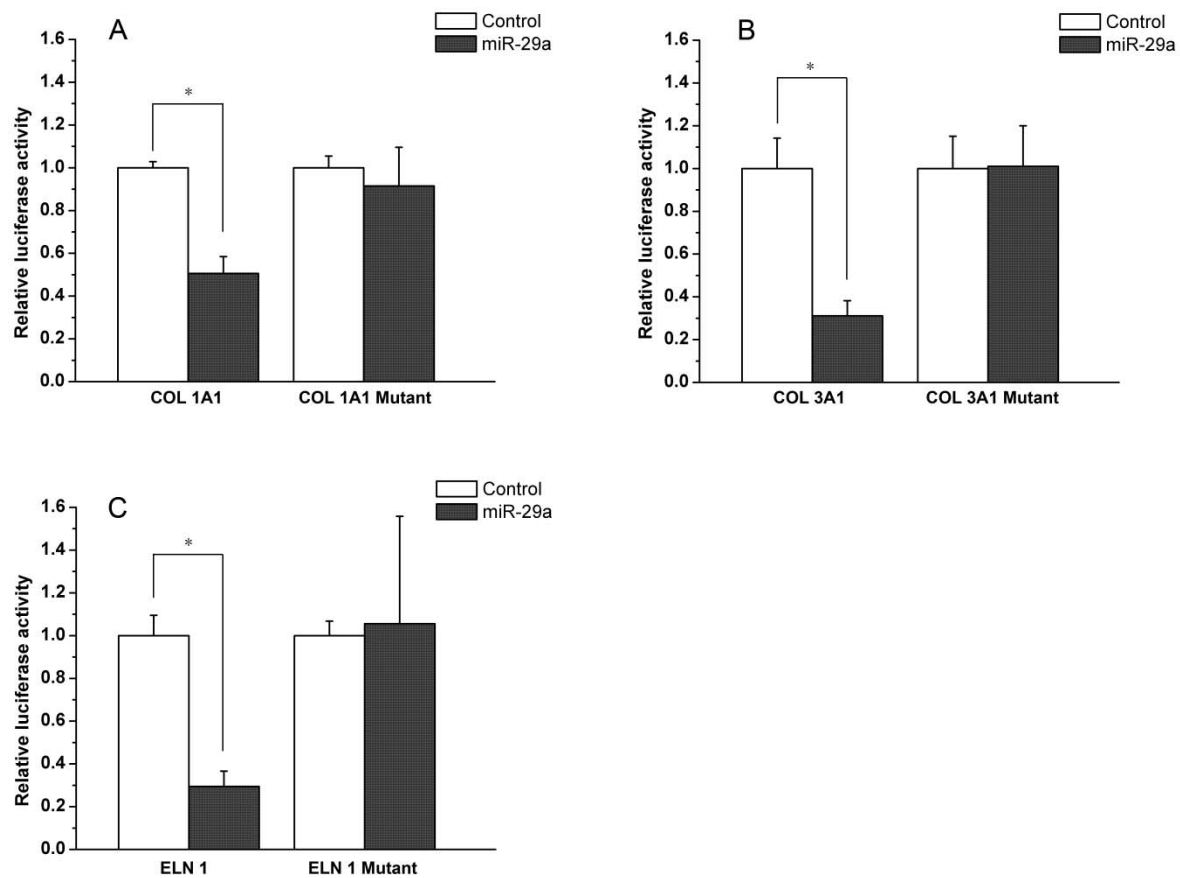 A
Control
miR-29a
1.6
1.4
1.2
1.0
0.8
0.6
0.4
0.2
0.0
Relative luciferase activity
*
COL 1A1
COL 1A1 Mutant
B
Control
miR-29a
1.6
1.4
1.2
1.0
0.8
0.6
0.4
0.2
0.0
Relative luciferase activity
*
COL 3A1
COL 3A1 Mutant
C
Control
miR-29a
1.6
1.4
1.2
1.0
0.8
0.6
0.4
0.2
0.0
Relative luciferase activity
*
ELN 1
ELN 1 Mutant